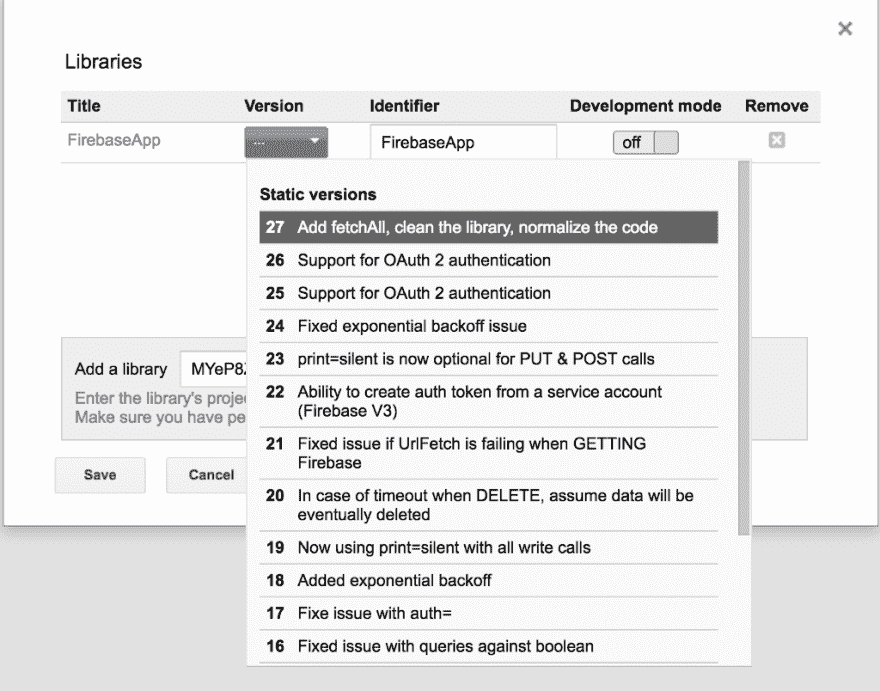 Libraries
Title Version Identifier Development mode Remove
FirebaseApp ... FirebaseApp off
Static versions
27 Add fetchAll, clean the library, normalize the code
26 Support for OAuth 2 authentication
25 Support for OAuth 2 authentication
24 Fixed exponential backoff issue
23 print=silent is now optional for PUT & POST calls
22 Ability to create auth token from a service account
(Firebase V3)
21 Fixed issue if UrlFetch is failing when GETTING
Firebase
20 In case of timeout when DELETE, assume data will be
eventually deleted
19 Now using print=silent with all write calls
18 Added exponential backoff
17 Fixe issue with auth=
16 Fixed issue with queries against boolean
Add a library MYeP8
Enter the library's
Make sure you have
Save Cancel